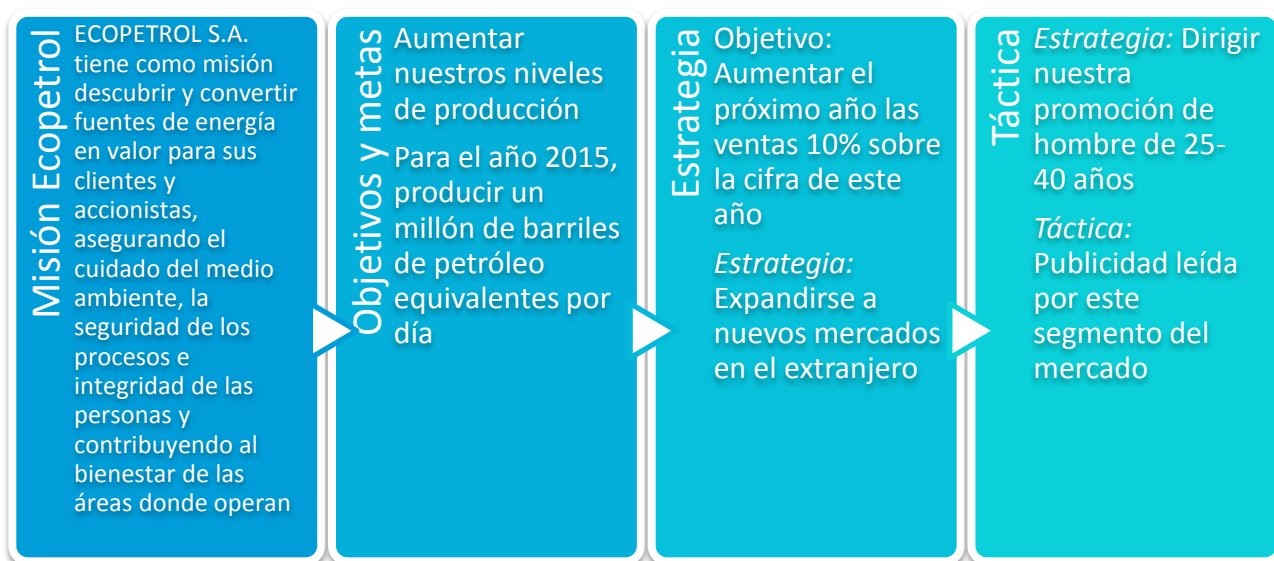 Misión Ecopetrol
ECOPETROL S.A.
tiene como misión
descubrir y convertir
fuentes de energía
en valor para sus
clientes y
accionistas,
asegurando el
cuidado del medio
ambiente, la
seguridad de los
procesos e
integridad de las
personas y
contribuyendo al
bienestar de las
áreas donde operan
Objetivos y metas
Aumentar
nuestros niveles
de producción
Para el año 2015,
producir un
millón de barriles
de petróleo
equivalentes por
día
Estrategia
Objetivo:
Aumentar el
próximo año las
ventas 10% sobre
la cifra de este
año
Estrategia:
Expandirse a
nuevos mercados
en el extranjero
Táctica
Estrategia: Dirigir
nuestra
promoción de
hombre de 25-
40 años
Táctica:
Publicidad leída
por este
segmento del
mercado